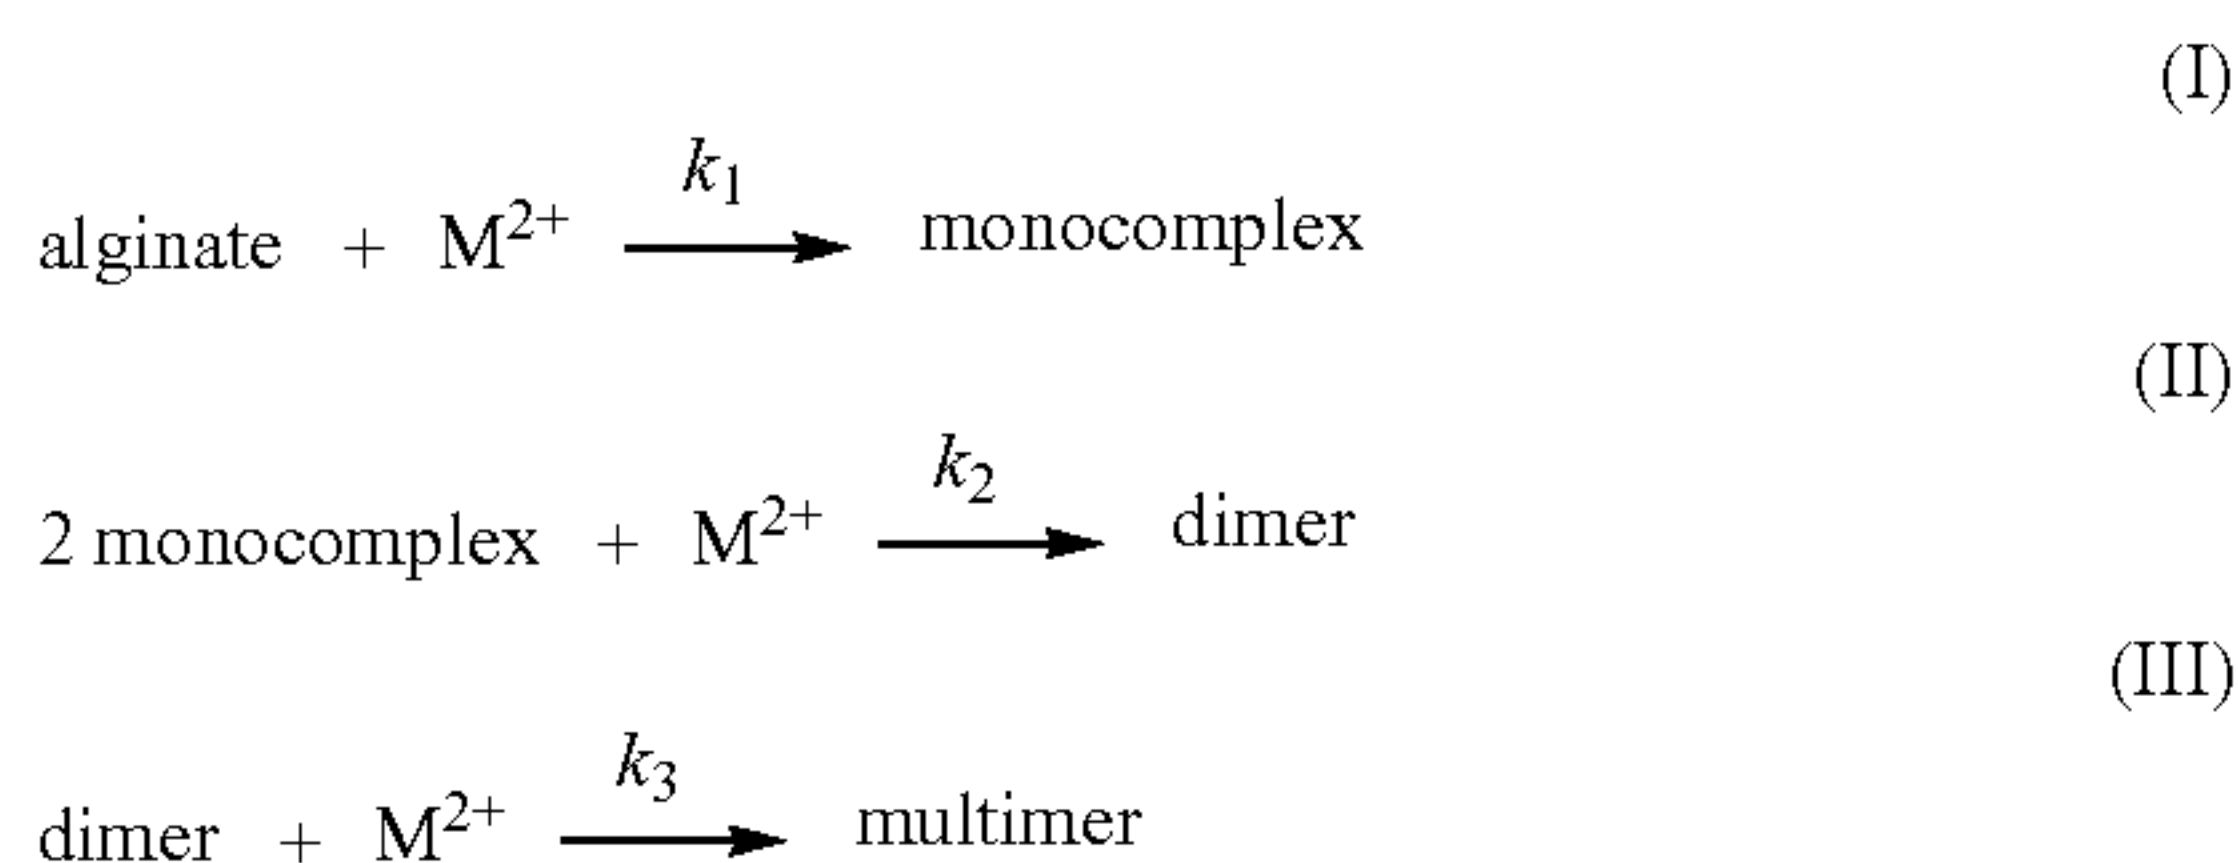 (I)
alginate + M²⁺ →k₁ monocomplex
(II)
2 monocomplex + M²⁺ →k₂ dimer
(III)
dimer + M²⁺ →k₃ multimer